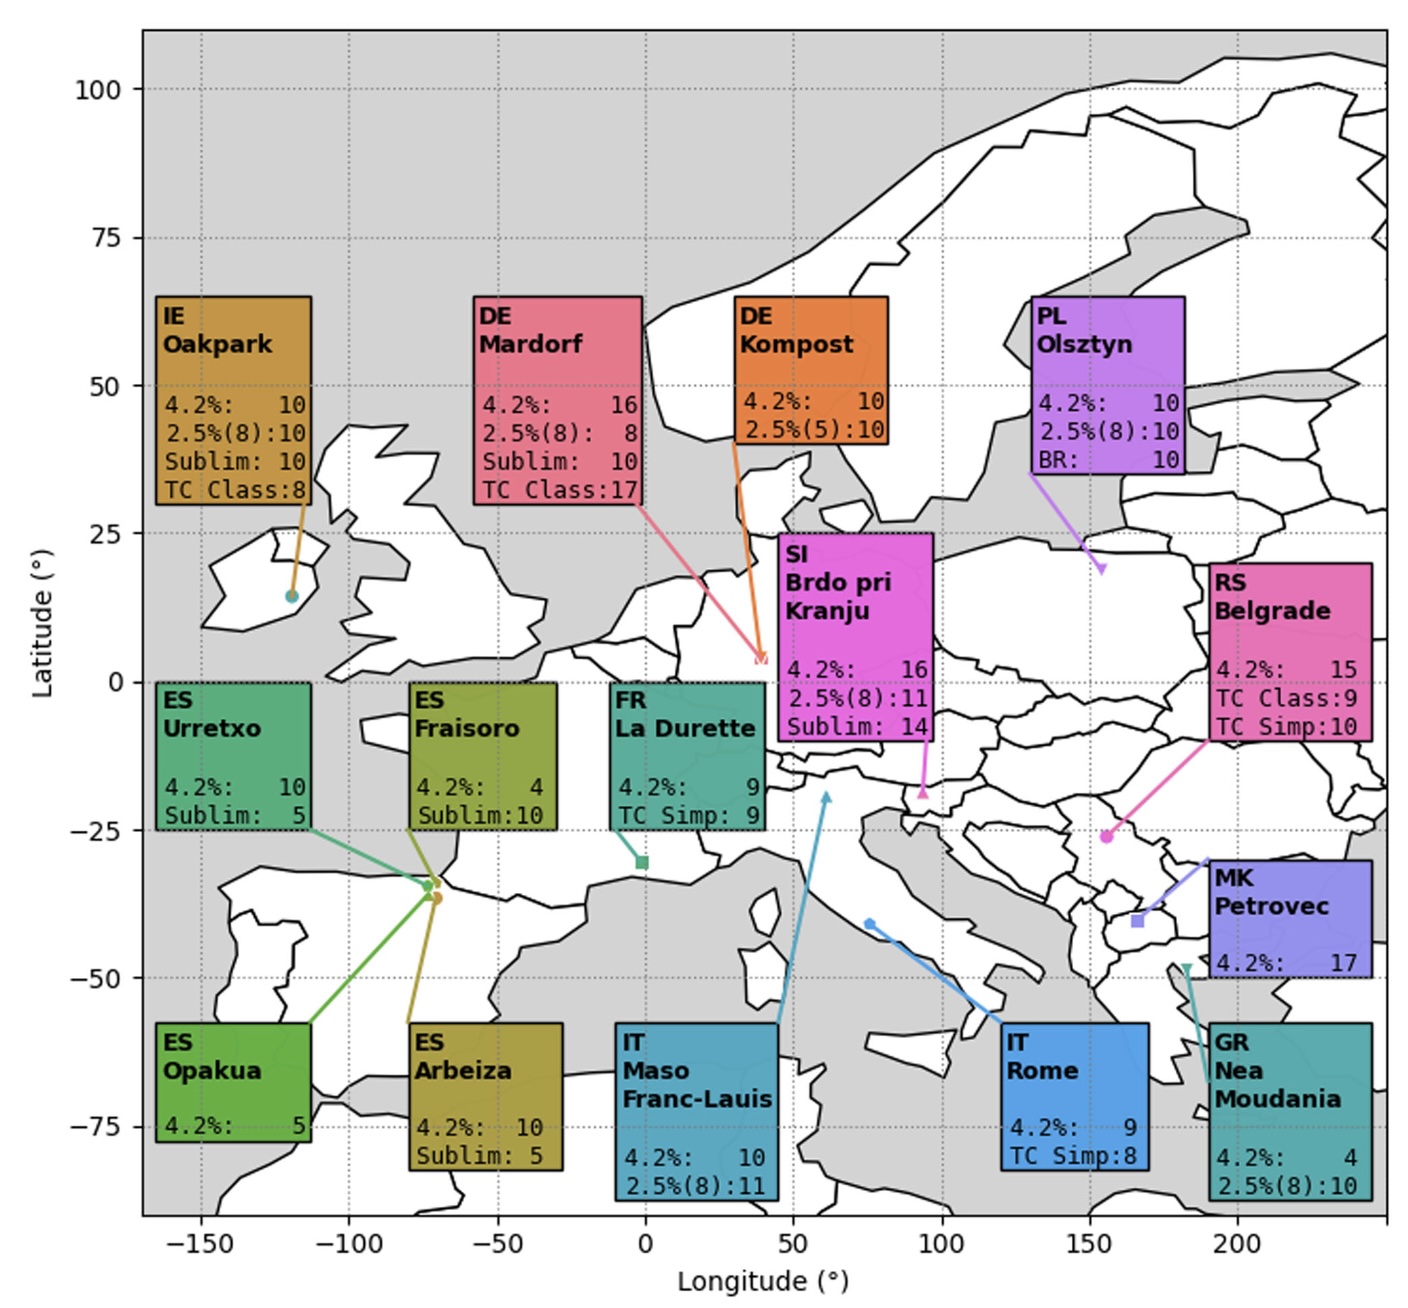 100
75
50
25
0
−25
−50
−75
Latitude (°)
IE
Oakpark
4.2%: 10
2.5%(8):10
Sublim: 10
TC Class:8
DE
Mardorf
4.2%: 16
2.5%(8): 8
Sublim: 10
TC Class:17
DE
Kompost
4.2%: 10
2.5%(5):10
PL
Olsztyn
4.2%: 10
2.5%(8):10
BR: 10
SI
Brdo pri
Kranju
4.2%: 16
2.5%(8):11
Sublim: 14
RS
Belgrade
4.2%: 15
TC Class:9
TC Simp:10
ES
Urretxo
4.2%: 10
Sublim: 5
ES
Fraisoro
4.2%: 4
Sublim:10
FR
La Durette
4.2%: 9
TC Simp: 9
MK
Petrovec
4.2%: 17
ES
Opakua
4.2%: 5
ES
Arbeiza
4.2%: 10
Sublim: 5
IT
Maso
Franc-Lauis
4.2%: 10
2.5%(8):11
IT
Rome
4.2%: 9
TC Simp:8
GR
Nea
Moudania
4.2%: 4
2.5%(8):10
−150 −100 −50 0 50 100 150 200
Longitude (°)